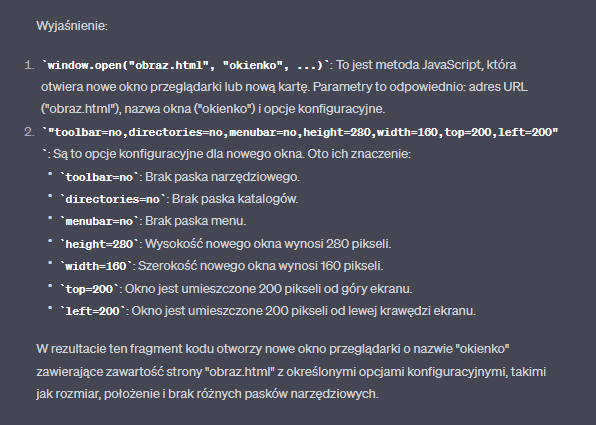 Wyjaśnienie:
1. `window.open("obraz.html", "okienko", ...)`: To jest metoda JavaScript, która
otwiera nowe okno przeglądarki lub nową kartę. Parametry to odpowiednio: adres URL
("obraz.html"), nazwa okna ("okienko") i opcje konfiguracyjne.
2. `"toolbar=no,directories=no,menubar=no,height=280,width=160,top=200,left=200"
`: Są to opcje konfiguracyjne dla nowego okna. Oto ich znaczenie:
• `toolbar=no`: Brak paska narzędziowego.
• `directories=no`: Brak paska katalogów.
• `menubar=no`: Brak paska menu.
• `height=280`: Wysokość nowego okna wynosi 280 pikseli.
• `width=160`: Szerokość nowego okna wynosi 160 pikseli.
• `top=200`: Okno jest umieszczone 200 pikseli od góry ekranu.
• `left=200`: Okno jest umieszczone 200 pikseli od lewej krawędzi ekranu.
W rezultacie ten fragment kodu otworzy nowe okno przeglądarki o nazwie "okienko"
zawierające zawartość strony "obraz.html" z określonymi opcjami konfiguracyjnymi, takimi
jak rozmiar, położenie i brak różnych pasków narzędziowych.